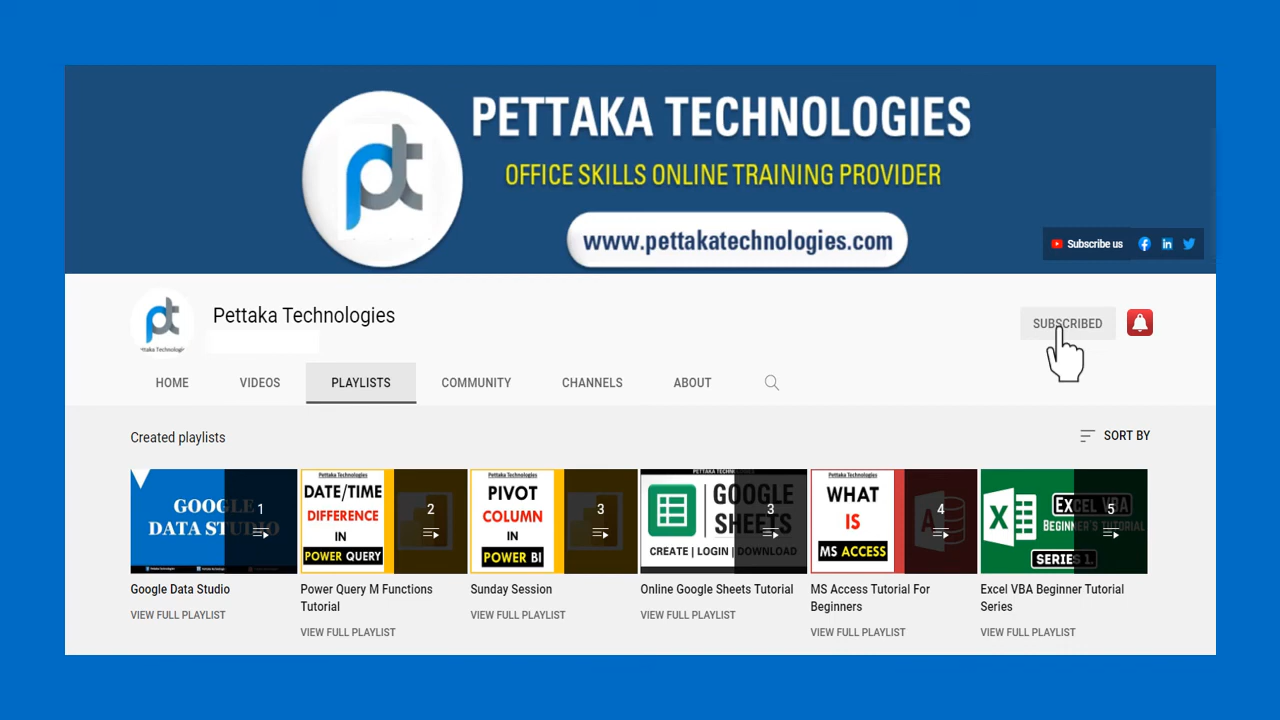 PETTAKA TECHNOLOGIES
OFFICE SKILLS ONLINE TRAINING PROVIDER
www.pettakatechnologies.com
Subscribe us
pt
Pettaka Technologies
SUBSCRIBED
HOME
VIDEOS
PLAYLISTS
COMMUNITY
CHANNELS
ABOUT
Created playlists
SORT BY
GOOGLE
DATA STUDIO
1
Pettaka Technologies
DATE/TIME
DIFFERENCE
IN
POWER QUERY
2
Pettaka Technologies
PIVOT
COLUMN
IN
POWER BI
3
PETTAKA TECHNOLOGIES
GOOGLE
SHEETS
CREATE | LOGIN | DOWNLOAD
3
Pettaka Technologies
WHAT
IS
MS ACCESS
4
EXCEL VBA
BEGINNER'S TUTORIAL
SERIES 1.
5
Google Data Studio
VIEW FULL PLAYLIST
Power Query M Functions
Tutorial
VIEW FULL PLAYLIST
Sunday Session
VIEW FULL PLAYLIST
Online Google Sheets Tutorial
VIEW FULL PLAYLIST
MS Access Tutorial For
Beginners
VIEW FULL PLAYLIST
Excel VBA Beginner Tutorial
Series
VIEW FULL PLAYLIST